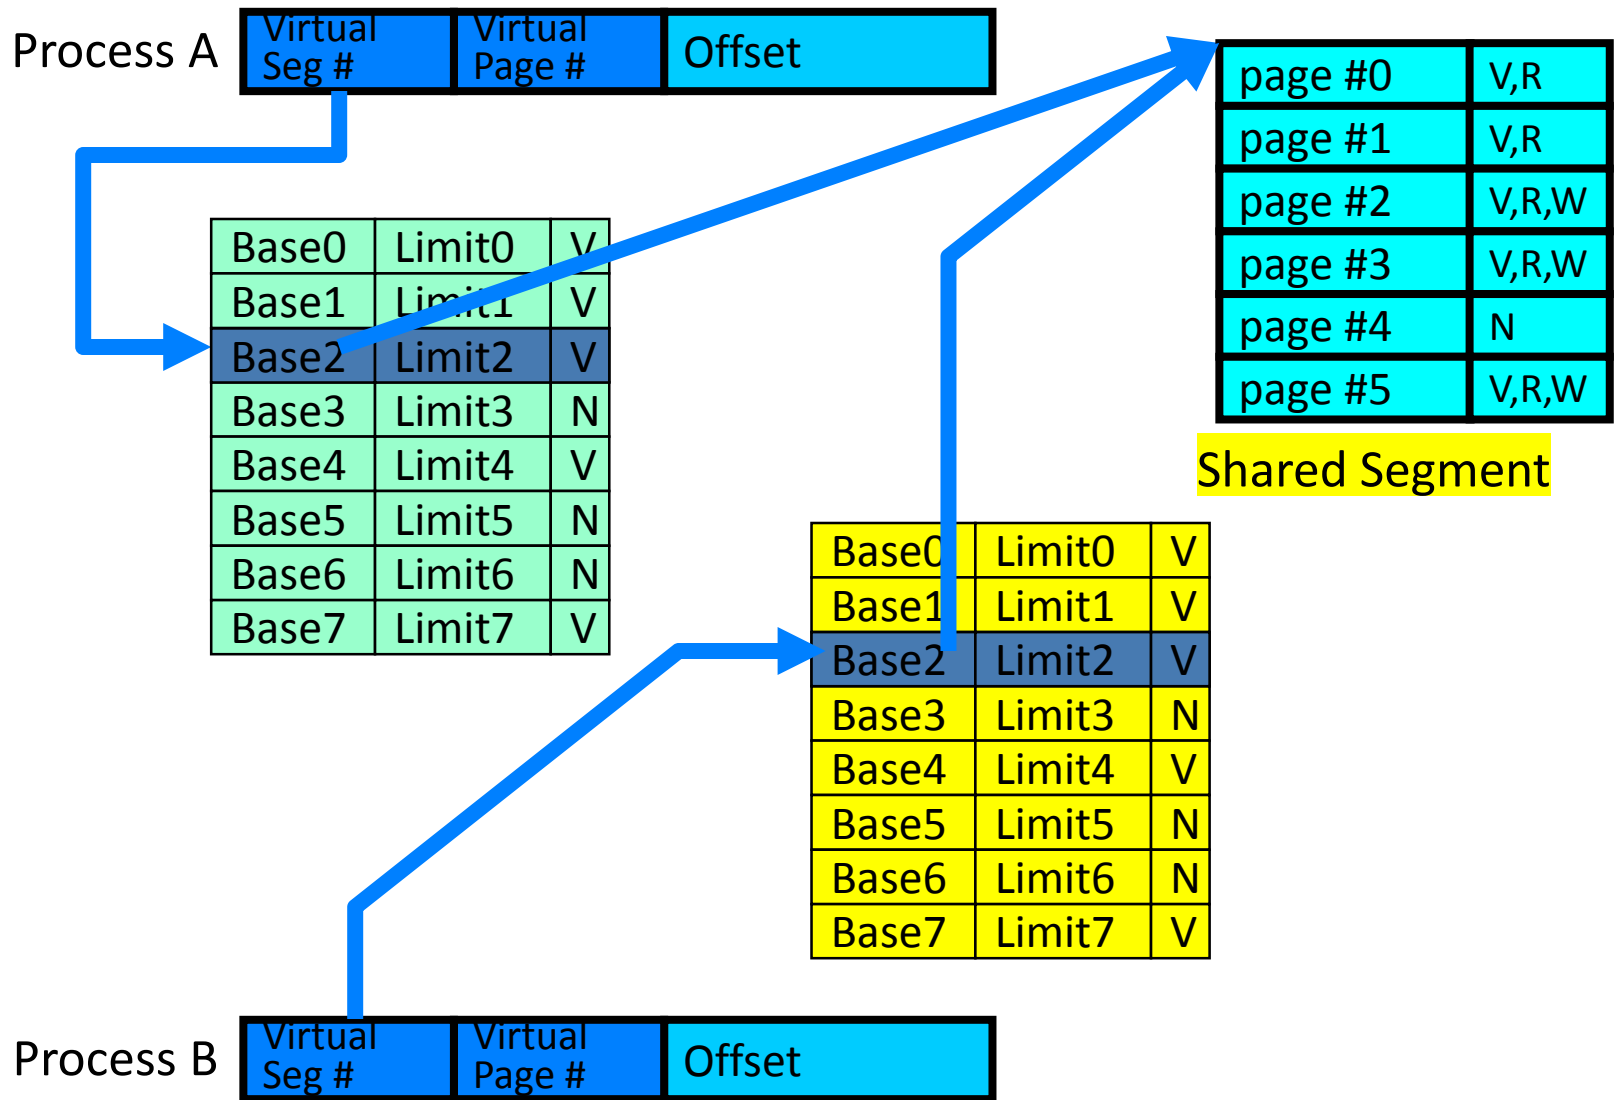 Process A
Virtual
Seg #
Virtual
Page #
Offset
page #0 V,R
page #1 V,R
page #2 V,R,W
page #3 V,R,W
page #4 N
page #5 V,R,W
Shared Segment
Base0 Limit0 V
Base1 Limit1 V
Base2 Limit2 V
Base3 Limit3 N
Base4 Limit4 V
Base5 Limit5 N
Base6 Limit6 N
Base7 Limit7 V
Base0 Limit0 V
Base1 Limit1 V
Base2 Limit2 V
Base3 Limit3 N
Base4 Limit4 V
Base5 Limit5 N
Base6 Limit6 N
Base7 Limit7 V
Process B
Virtual
Seg #
Virtual
Page #
Offset